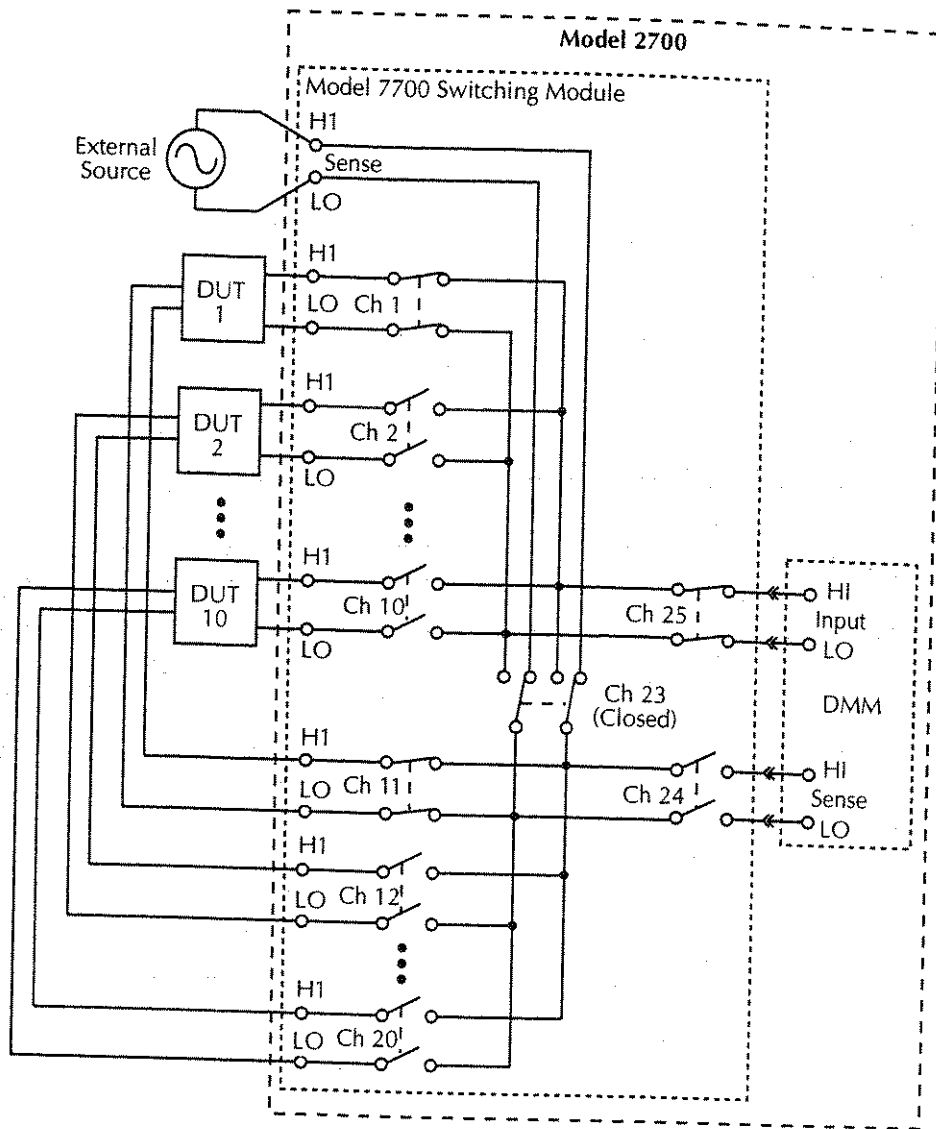 Model 2700
Model 7700 Switching Module
H1
External
Source
Sense
LO
H1
DUT
1
LO
Ch 1
H1
DUT
2
Ch 2
LO
H1
DUT
10
Ch 10
LO
Ch 25
HI
Input
LO
Ch 23
(Closed)
DMM
H1
LO
Ch 11
Ch 24
HI
Sense
LO
H1
LO
Ch 12
H1
LO
Ch 20